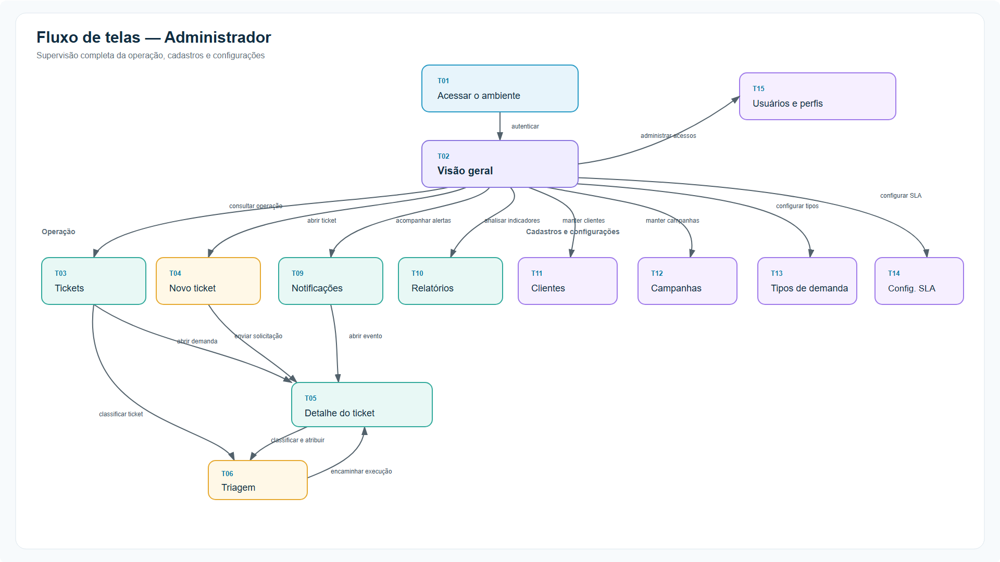 Fluxo de telas — Administrador
Supervisão completa da operação, cadastros e configurações
T01
Acessar o ambiente
T15
Usuários e perfis
autenticar
administrar acessos
T02
Visão geral
configurar SLA
consultar operação
configurar tipos
abrir ticket
acompanhar alertas
analisar indicadores
manter clientes
manter campanhas
Operação
Cadastros e configurações
T03
Tickets
T04
Novo ticket
T09
Notificações
T10
Relatórios
T11
Clientes
T12
Campanhas
T13
Tipos de demanda
T14
Config. SLA
abrir demanda
enviar solicitação
abrir evento
T05
Detalhe do ticket
classificar ticket
classificar e atribuir
encaminhar execução
T06
Triagem